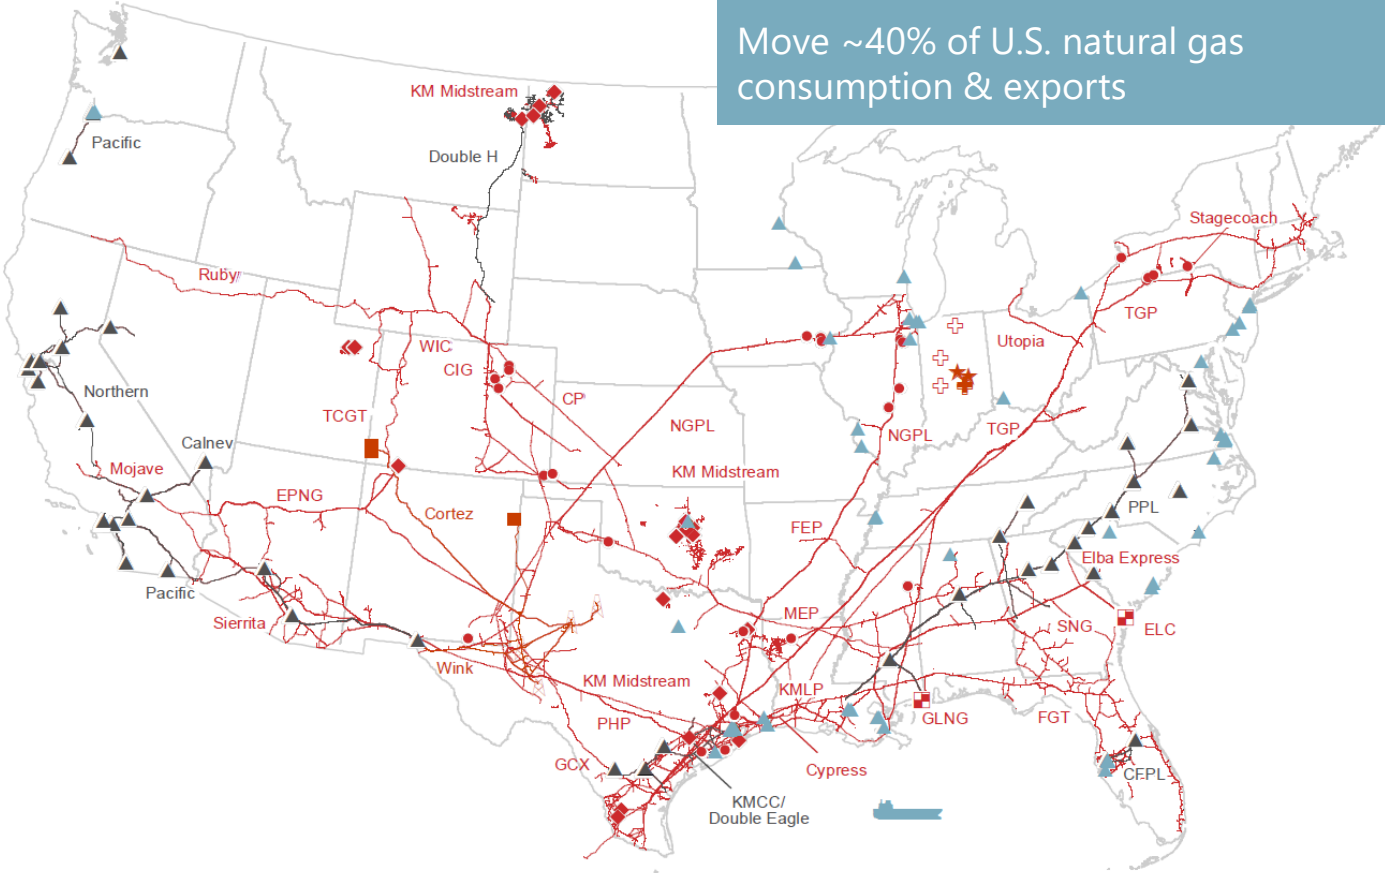 Move ~40% of U.S. natural gas
consumption & exports
KM Midstream
Pacific
Double H
Stagecoach
Ruby
TGP
Utopia
WIC
CIG
Northern
CP
TCGT
NGPL
NGPL
TGP
Calnev
Mojave
KM Midstream
EPNG
Cortez
FEP
PPL
Elba Express
Pacific
Sierrita
MEP
SNG
ELC
Wink
KM Midstream
KMLP
GLNG
FGT
PHP
GCX
Cypress
CFPL
KMCC/
Double Eagle